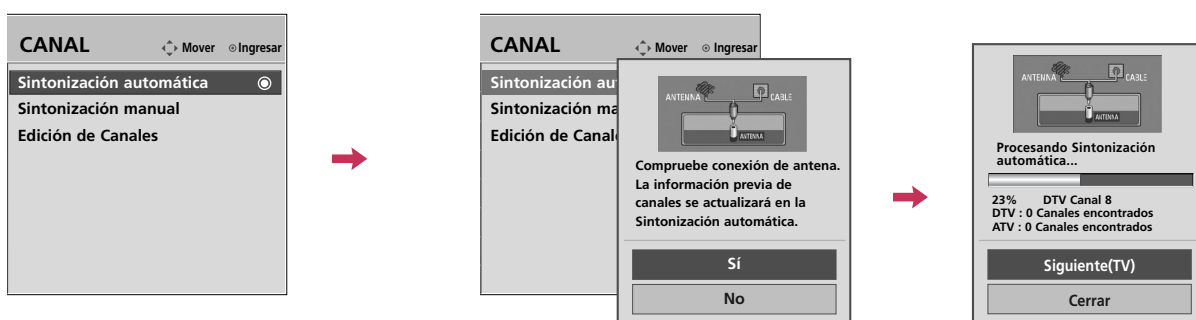 CANAL
Mover
Ingresar
Sintonización automática
Sintonización manual
Edición de Canales
CANAL
Mover
Ingresar
Sintonización au
Sintonización ma
Edición de Canal
ANTENNA
CABLE
ANTENNA
Compruebe conexión de antena.
La información previa de
canales se actualizará en la
Sintonización automática.
Sí
No
ANTENNA
CABLE
ANTENNA
Procesando Sintonización
automática...
23% DTV Canal 8
DTV : 0 Canales encontrados
ATV : 0 Canales encontrados
Siguiente(TV)
Cerrar